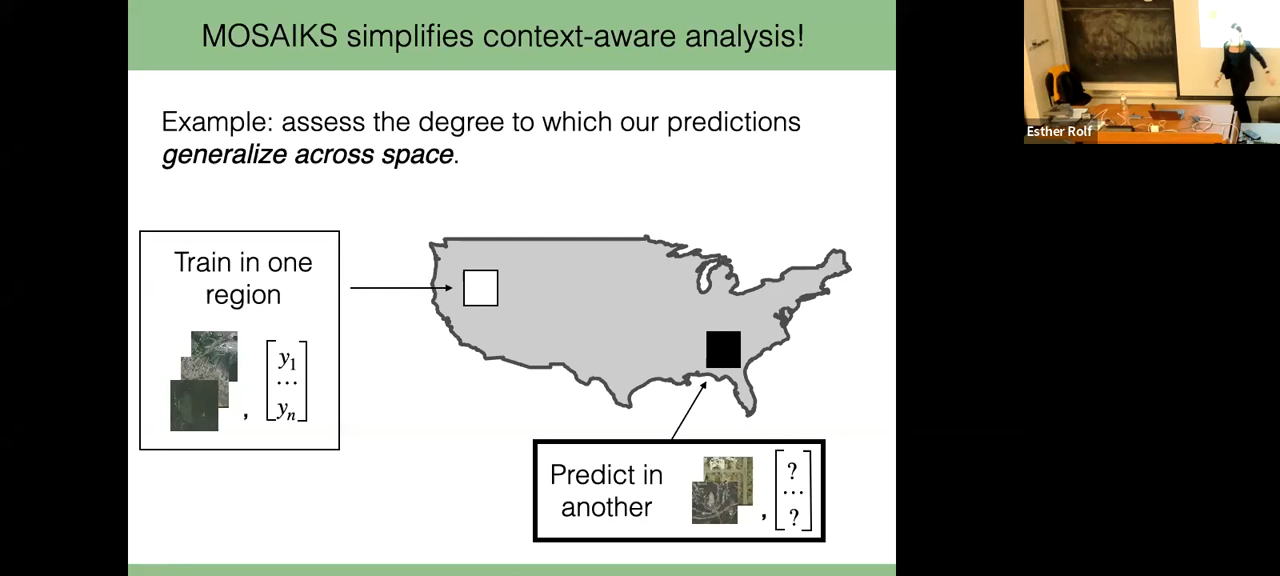 MOSAIKS simplifies context-aware analysis!
Example: assess the degree to which our predictions
generalize across space.
Train in one
region
, [y1 ... yn]
Predict in
another
, [? ... ?]
Esther Rolf